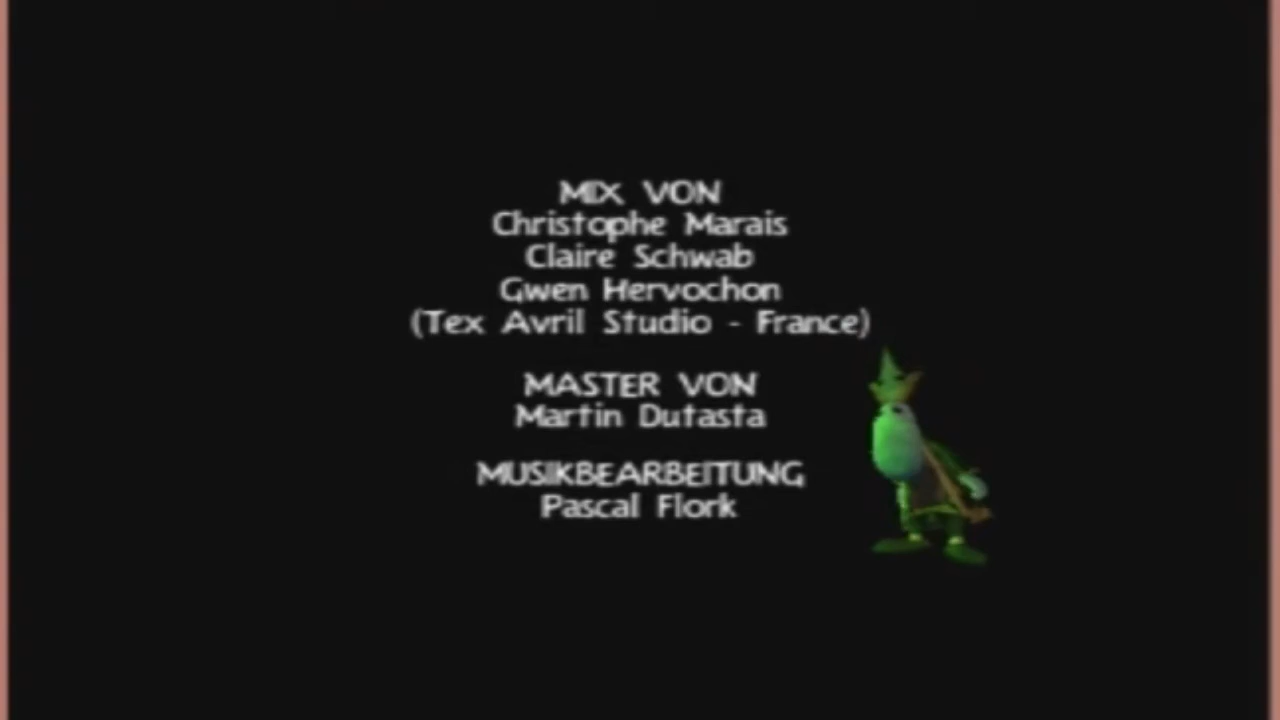 MIX VON
Christophe Marais
Claire Schwab
Gwen Hervochon
(Tex Avril Studio - France)
MASTER VON
Martin Dutasta
MUSIKBEARBEITUNG
Pascal Flork